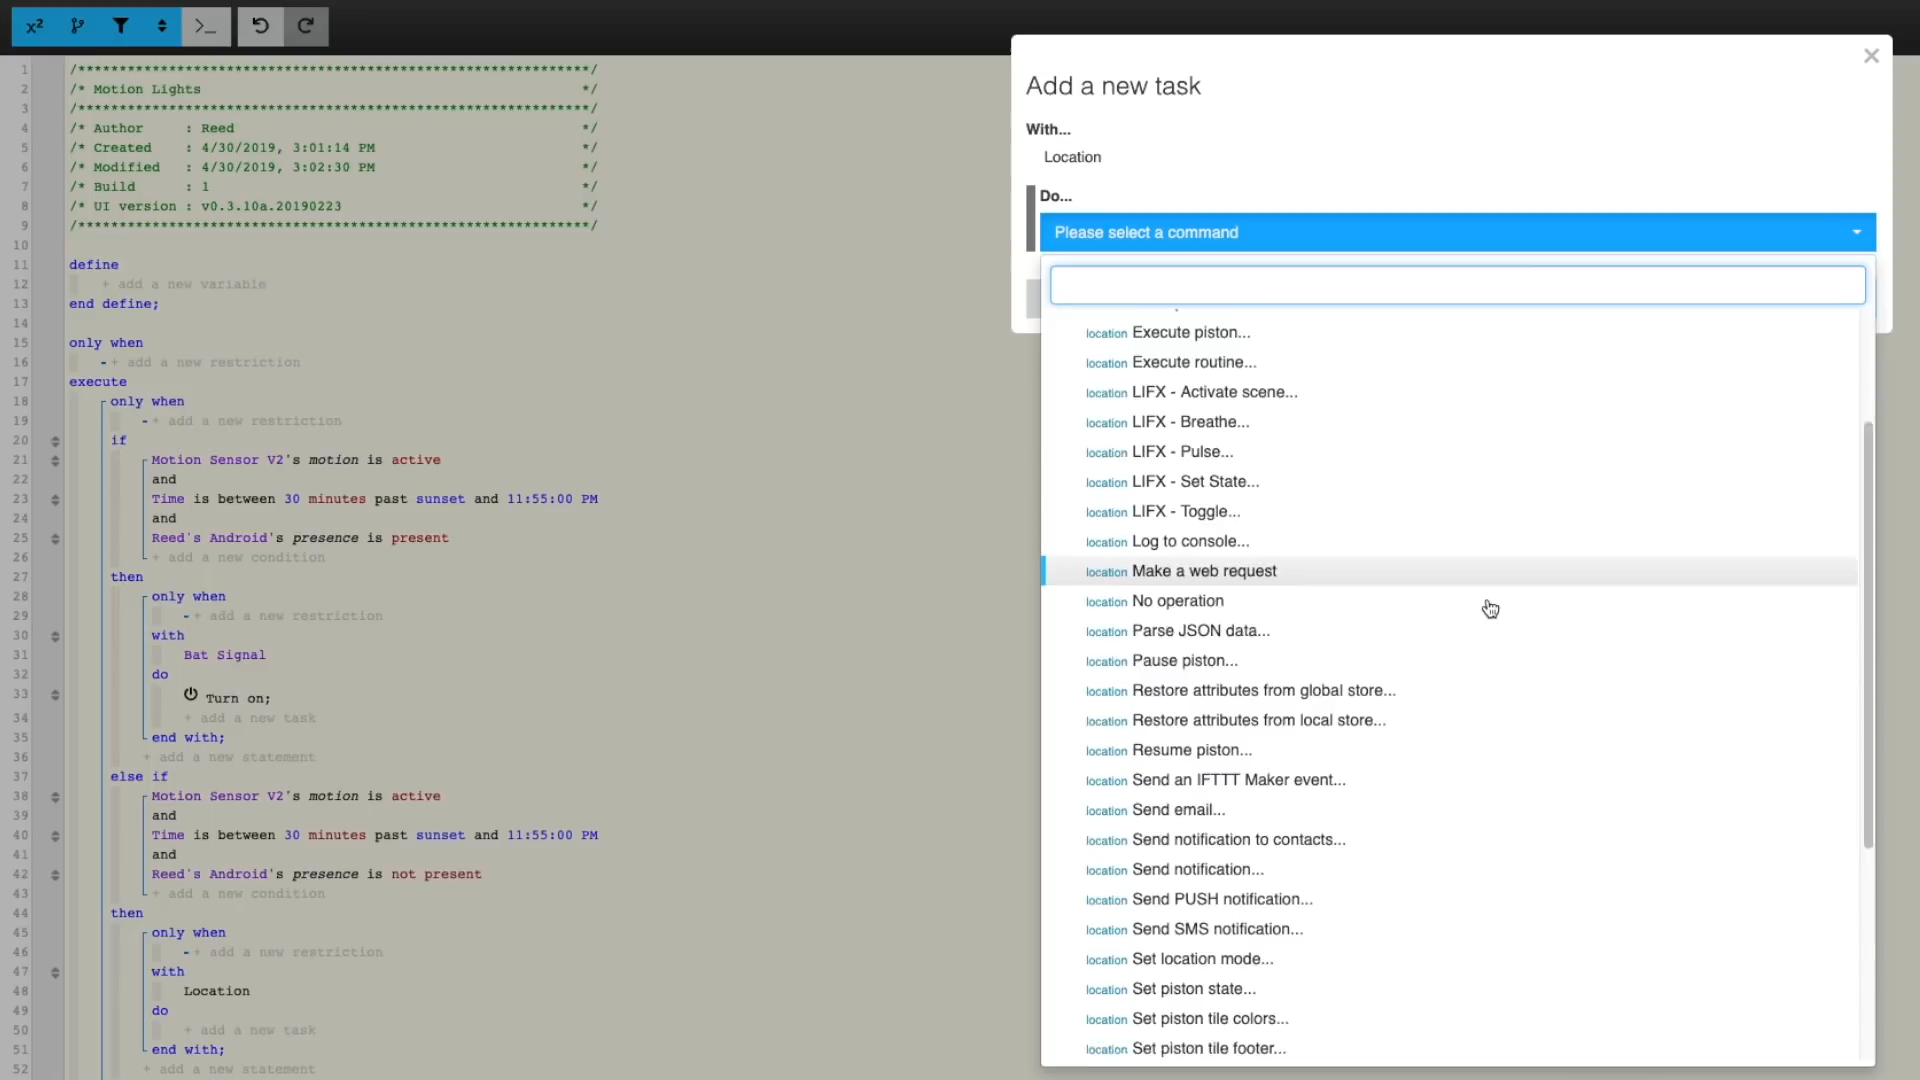 x²
>_
1 /**************************************************************/
2 /* Motion Lights */
3 /**************************************************************/
4 /* Author : Reed */
5 /* Created : 4/30/2019, 3:01:14 PM */
6 /* Modified : 4/30/2019, 3:02:30 PM */
7 /* Build : 1 */
8 /* UI version : v0.3.10a.20190223 */
9 /**************************************************************/
10
11 define
12 + add a new variable
13 end define;
14
15 only when
16 -+ add a new restriction
17 execute
18 only when
19 -+ add a new restriction
20 if
21 Motion Sensor V2's motion is active
22 and
23 Time is between 30 minutes past sunset and 11:55:00 PM
24 and
25 Reed's Android's presence is present
26 + add a new condition
27 then
28 only when
29 -+ add a new restriction
30 with
31 Bat Signal
32 do
33 Turn on;
34 + add a new task
35 end with;
36 + add a new statement
37 else if
38 Motion Sensor V2's motion is active
39 and
40 Time is between 30 minutes past sunset and 11:55:00 PM
41 and
42 Reed's Android's presence is not present
43 + add a new condition
44 then
45 only when
46 -+ add a new restriction
47 with
48 Location
49 do
50 + add a new task
51 end with;
52 + add a new statement
×
Add a new task
With...
Location
Do...
Please select a command
location Execute piston...
location Execute routine...
location LIFX - Activate scene...
location LIFX - Breathe...
location LIFX - Pulse...
location LIFX - Set State...
location LIFX - Toggle...
location Log to console...
location Make a web request
location No operation
location Parse JSON data...
location Pause piston...
location Restore attributes from global store...
location Restore attributes from local store...
location Resume piston...
location Send an IFTTT Maker event...
location Send email...
location Send notification to contacts...
location Send notification...
location Send PUSH notification...
location Send SMS notification...
location Set location mode...
location Set piston state...
location Set piston tile colors...
location Set piston tile footer...